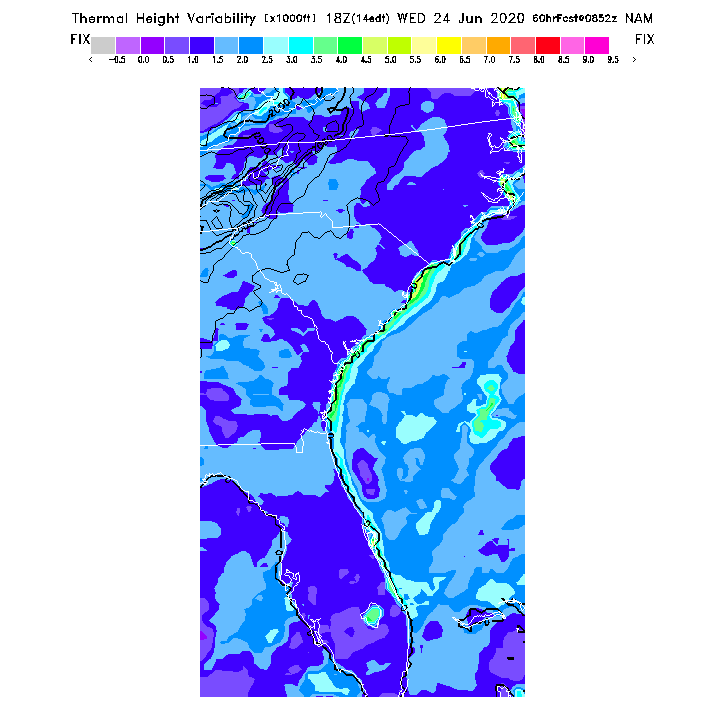 Thermal Height Variability [x1000ft] 18Z(14edt) WED 24 Jun 2020 60hrFcst@0852z NAM
FIX FIX
< -0.5 0.0 0.5 1.0 1.5 2.0 2.5 3.0 3.5 4.0 4.5 5.0 5.5 6.0 6.5 7.0 7.5 8.0 8.5 9.0 9.5 >